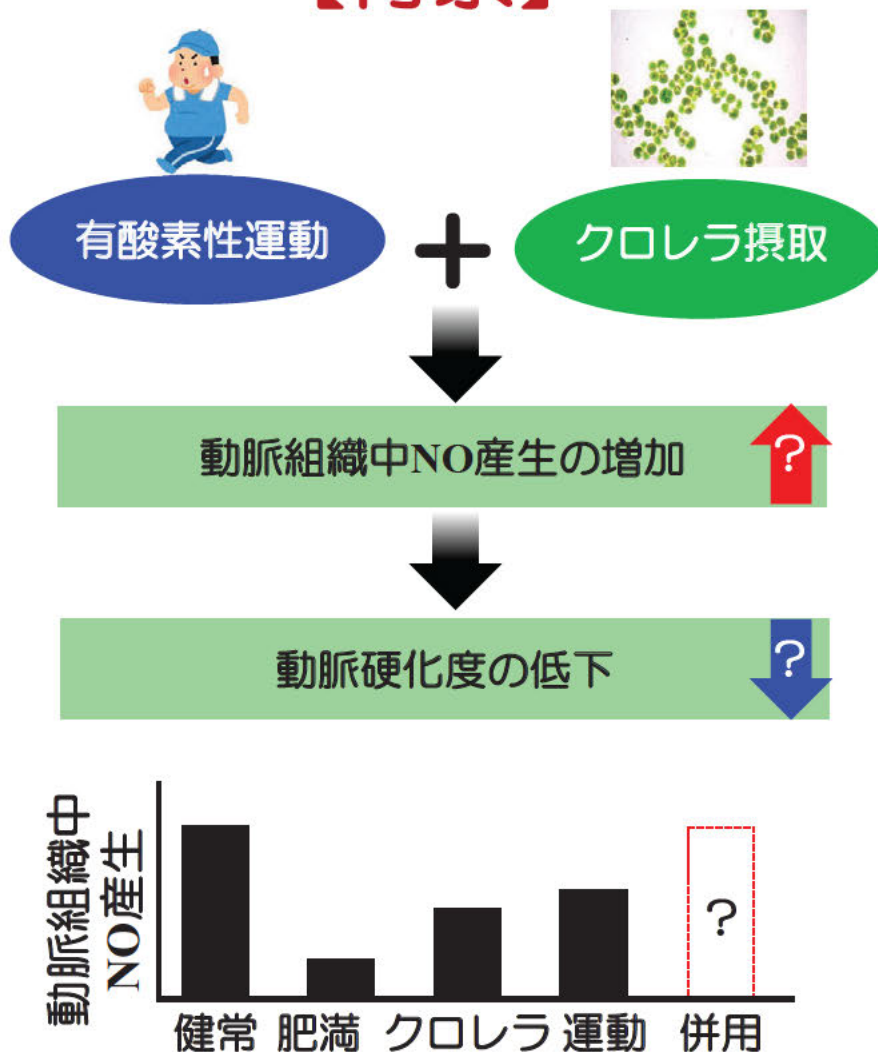 有酸素性運動
+
クロレラ摂取
動脈組織中NO産生の増加
?
動脈硬化度の低下
?
動脈組織中
NO産生
?
健常 肥満 クロレラ 運動 併用